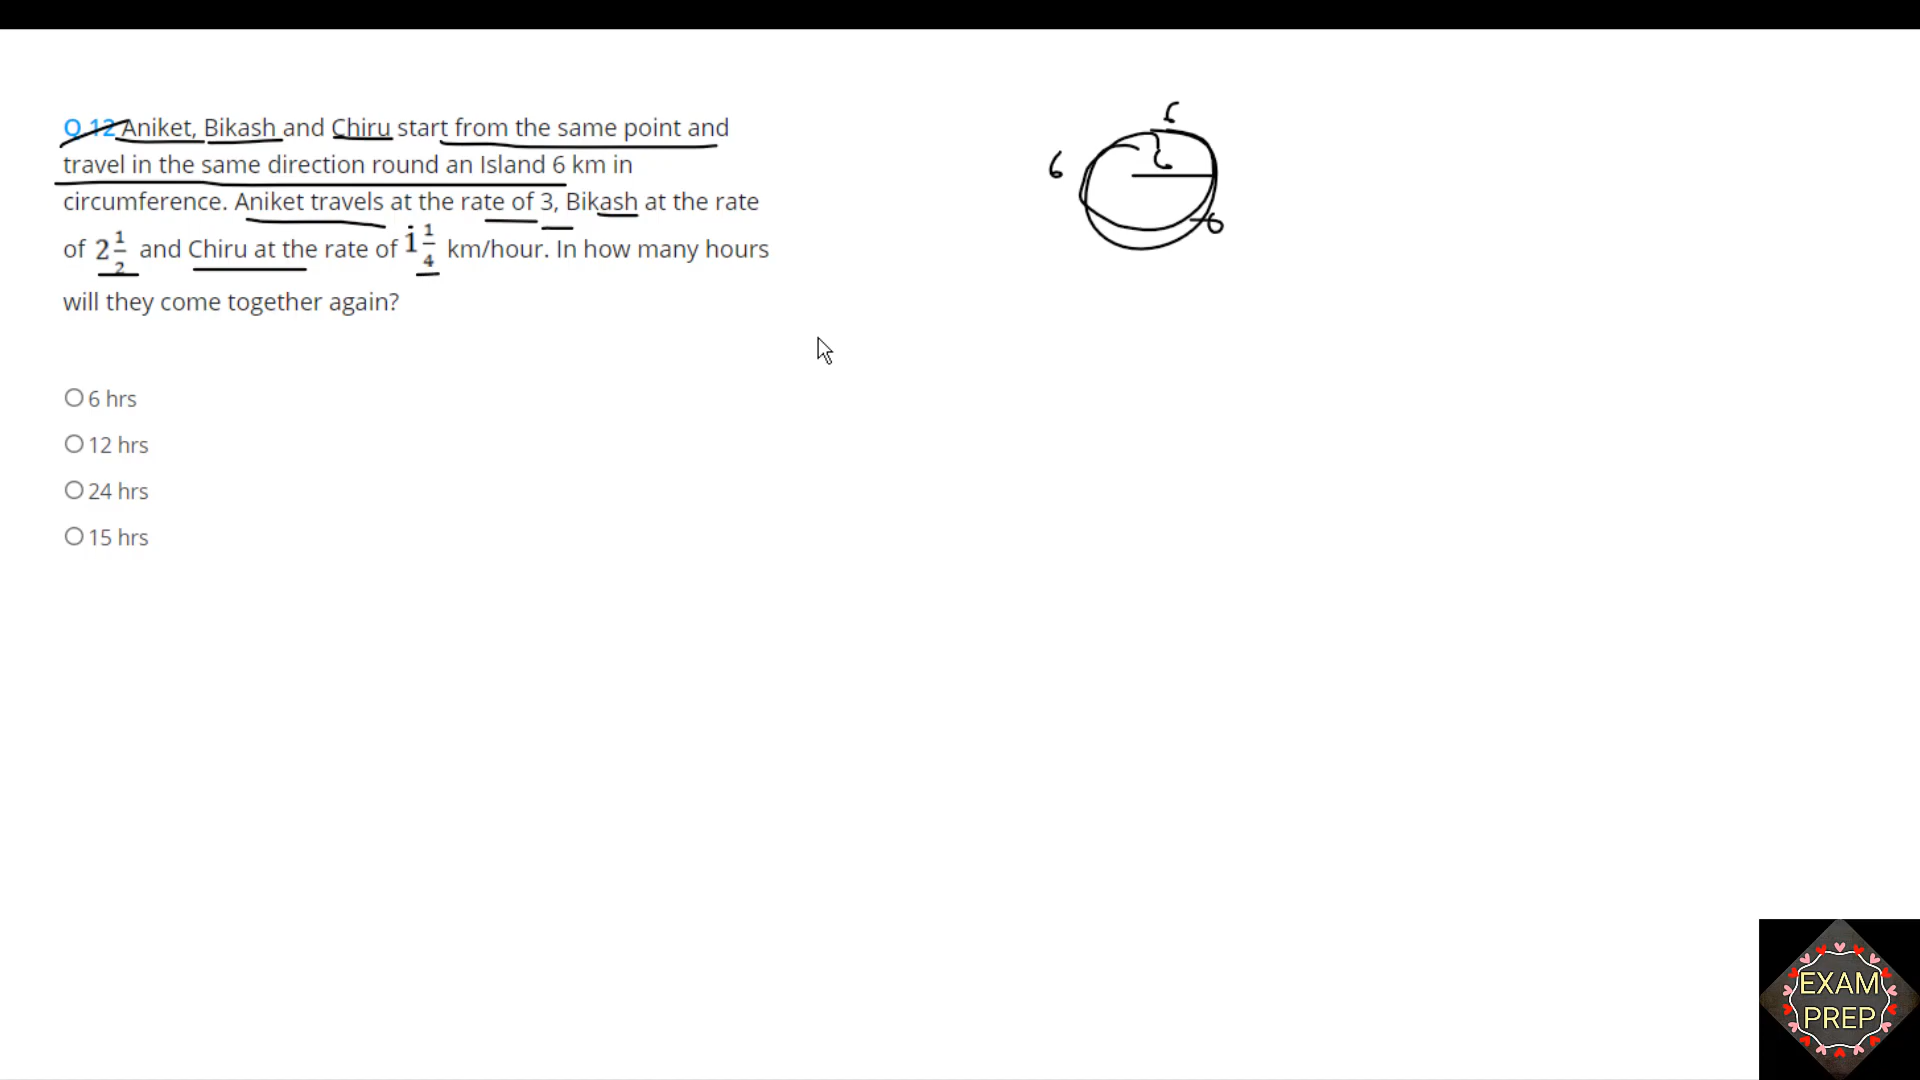 Q.12 Aniket, Bikash and Chiru start from the same point and
travel in the same direction round an Island 6 km in
circumference. Aniket travels at the rate of 3, Bikash at the rate
of 2 1/2 and Chiru at the rate of 1 1/4 km/hour. In how many hours
will they come together again?
6 hrs
12 hrs
24 hrs
15 hrs
6
EXAM
PREP